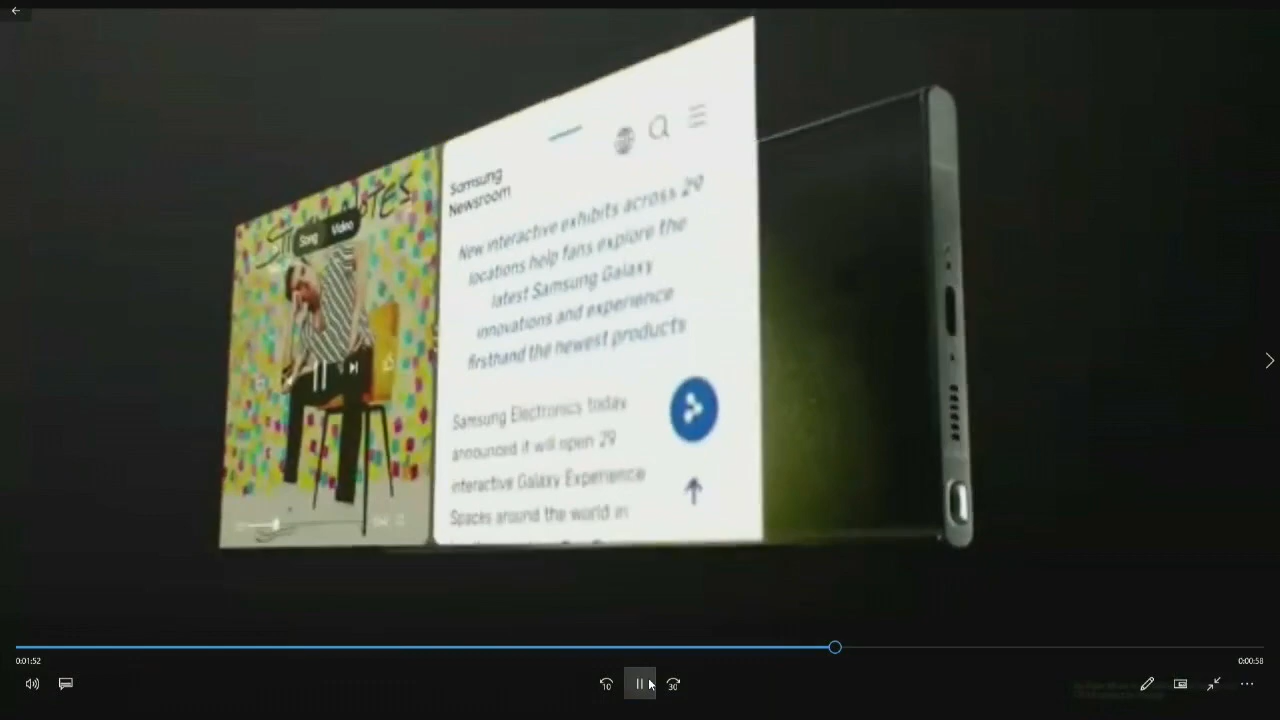 Song Video
Samsung
Newsroom
New interactive exhibits across 29
locations help fans explore the
latest Samsung Galaxy
innovations and experience
firsthand the newest products
Samsung Electronics today
announced it will open 29
interactive Galaxy Experience
Spaces around the world in
0:01:52
0:00:58
10
30